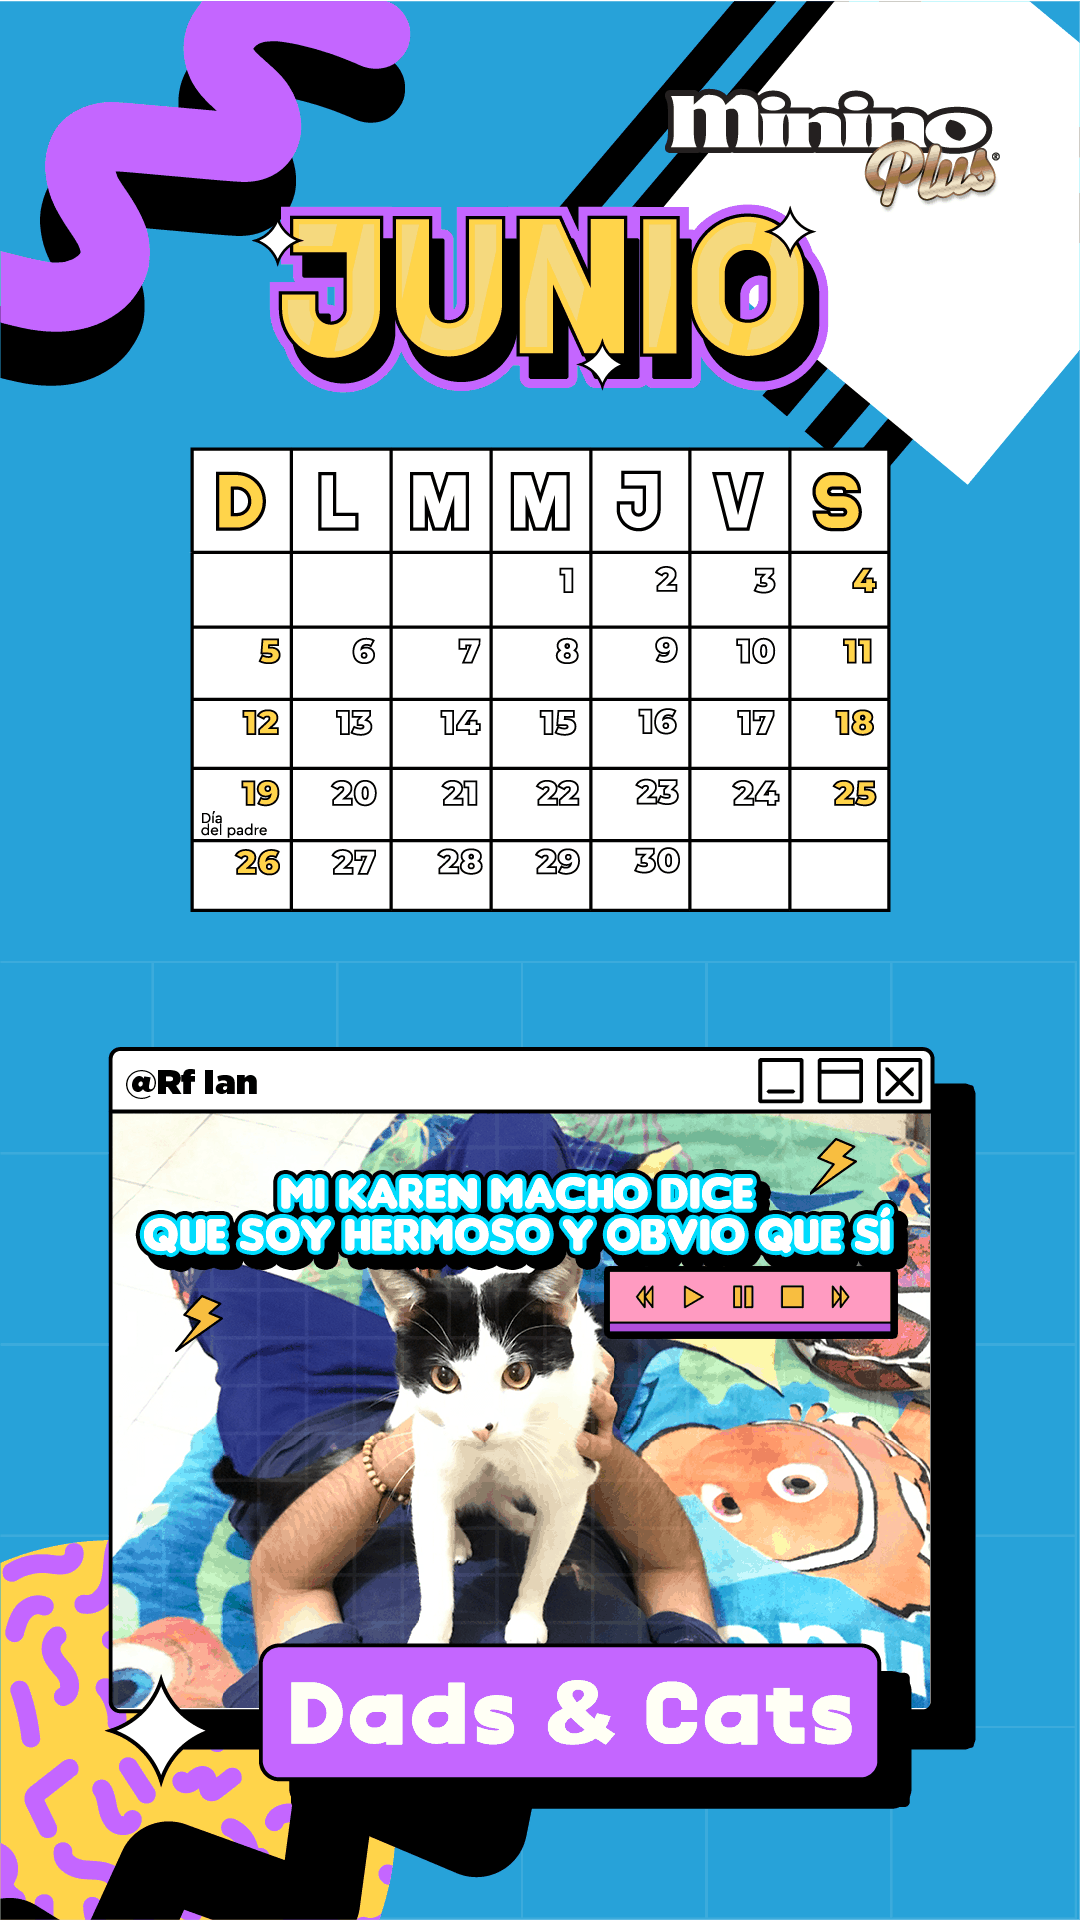 Minino
Plus®
JUNIO
D L M M J V S
1 2 3 4
5 6 7 8 9 10 11
12 13 14 15 16 17 18
19 20 21 22 23 24 25
Día
del padre
26 27 28 29 30
@Rf Ian
MI KAREN MACHO DICE
QUE SOY HERMOSO Y OBVIO QUE SÍ
Dads & Cats